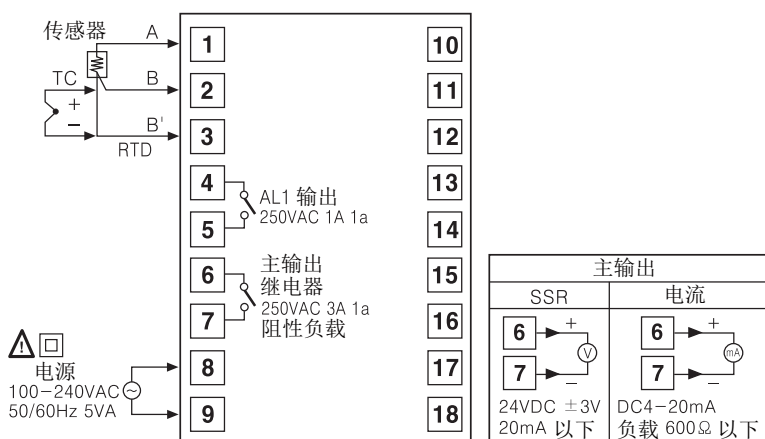 传感器
A
TC
B
+
−
B'
RTD
1
2
3
4
5
6
7
8
9
10
11
12
13
14
15
16
17
18
AL1 输出
250VAC 1A 1a
主输出
继电器
250VAC 3A 1a
阻性负载
电源
100−240VAC
50/60Hz 5VA
主输出
SSR
电流
6
+
V
7
−
24VDC ±3V
20mA 以下
6
+
mA
7
−
DC4−20mA
负载 600Ω 以下